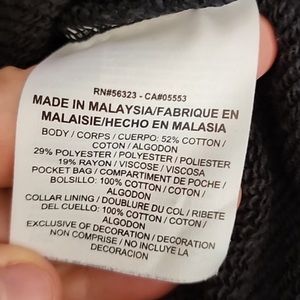 RN#56323 - CA#05553
MADE IN MALAYSIA/FABRIQUE EN
MALAISIE/HECHO EN MALASIA
BODY / CORPS / CUERPO: 52% COTTON /
COTON / ALGODON
29% POLYESTER / POLYESTER / POLIESTER
19% RAYON / VISCOSE / VISCOSA
POCKET BAG / COMPARTIMENT DE POCHE /
BOLSILLO: 100% COTTON / COTON /
ALGODON
COLLAR LINING / DOUBLURE DU COL / RIBETE
DEL CUELLO: 100% COTTON / COTON /
ALGODON
EXCLUSIVE OF DECORATION / DECORATION
NON COMPRISE / NO INCLUYE LA
DECORACION